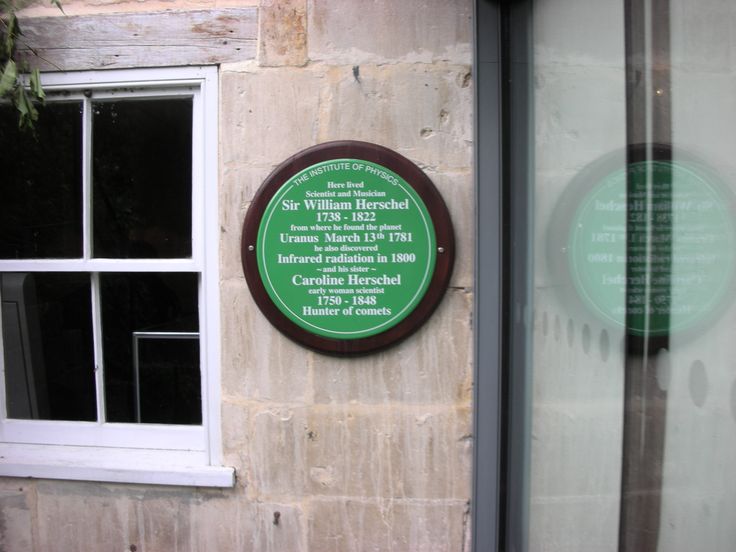 THE INSTITUTE OF PHYSICS
Here lived
Scientist and Musician
Sir William Herschel
1738 - 1822
from where he found the planet
Uranus March 13th 1781
he also discovered
Infrared radiation in 1800
~ and his sister ~
Caroline Herschel
early woman scientist
1750 - 1848
Hunter of comets